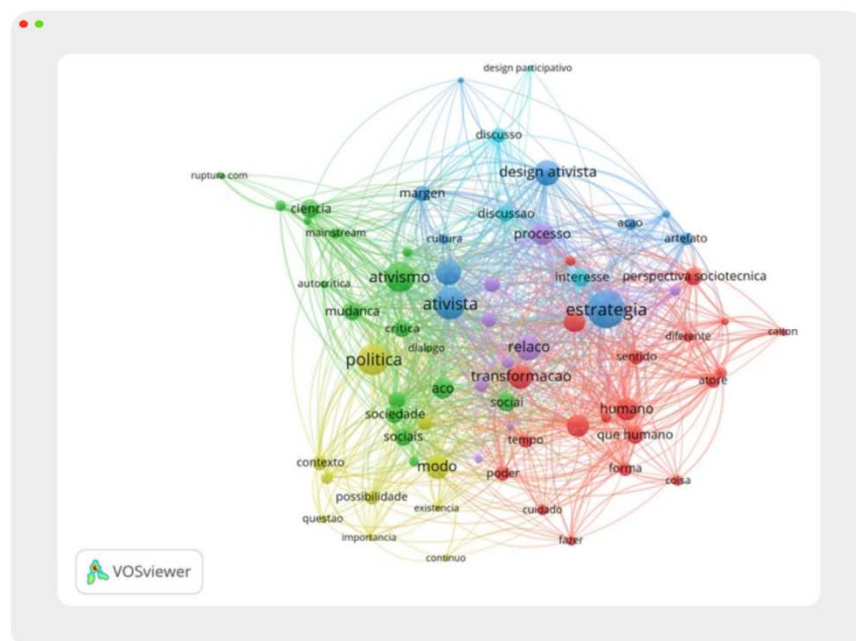 design participativo
discusso
design ativista
ruptura com
margen
ciencia
discussao
acao
mainstream
cultura
processo
artefato
ativismo
interesse
perspectiva sociotecnica
autocritica
ativista
estrategia
mudanca
critica
callon
diferente
dialogo
relaco
politica
sentido
transformacao
atore
aco
sociai
sociedade
humano
sociais
tempo
que humano
contexto
modo
poder
forma
possibilidade
coisa
existencia
cuidado
questao
importancia
fazer
continuo
VOSviewer